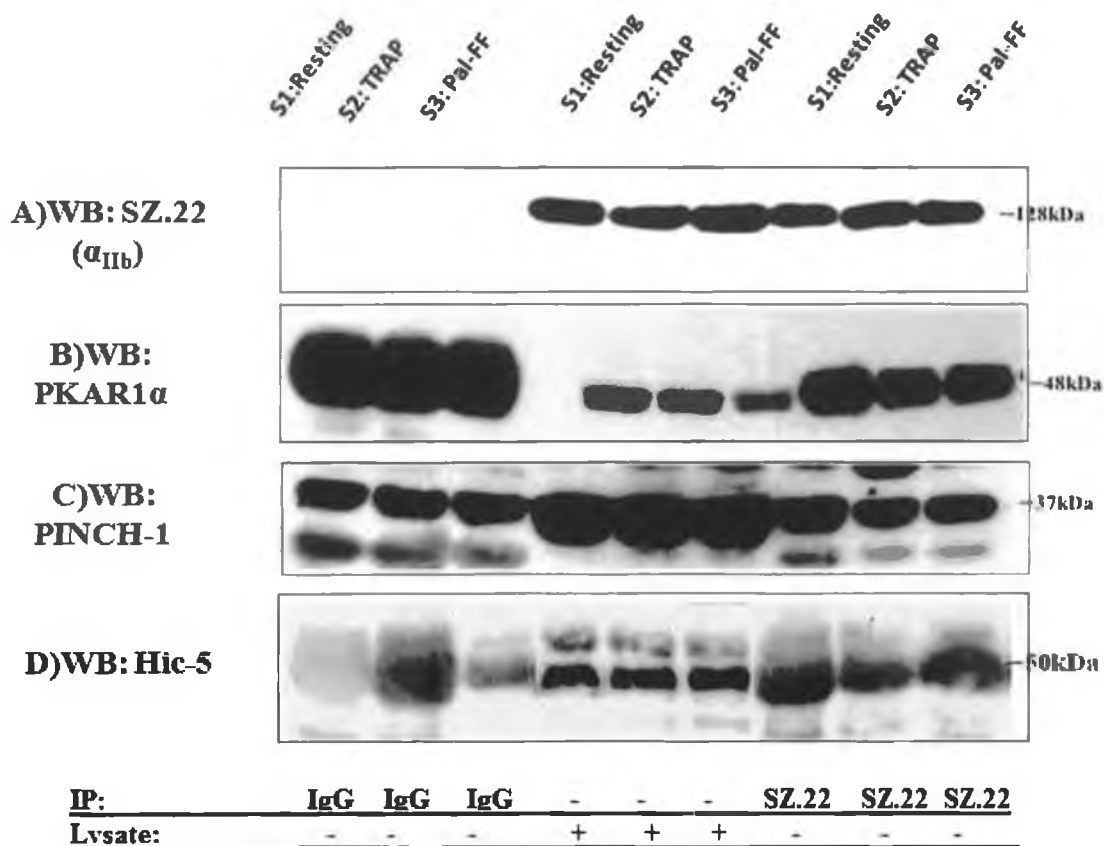 S1:Resting S2:TRAP S3: Pal-FF S1:Resting S2: TRAP S3: Pal-FF S1:Resting S2: TRAP S3: Pal-FF
A)WB: SZ.22
(αIIb)
–128kDa
B)WB:
PKAR1α
–48kDa
C)WB:
PINCH-1
–37kDa
D)WB: Hic-5
–50kDa
IP: IgG IgG IgG - - - SZ.22 SZ.22 SZ.22
Lysate: - - - + + + - - -